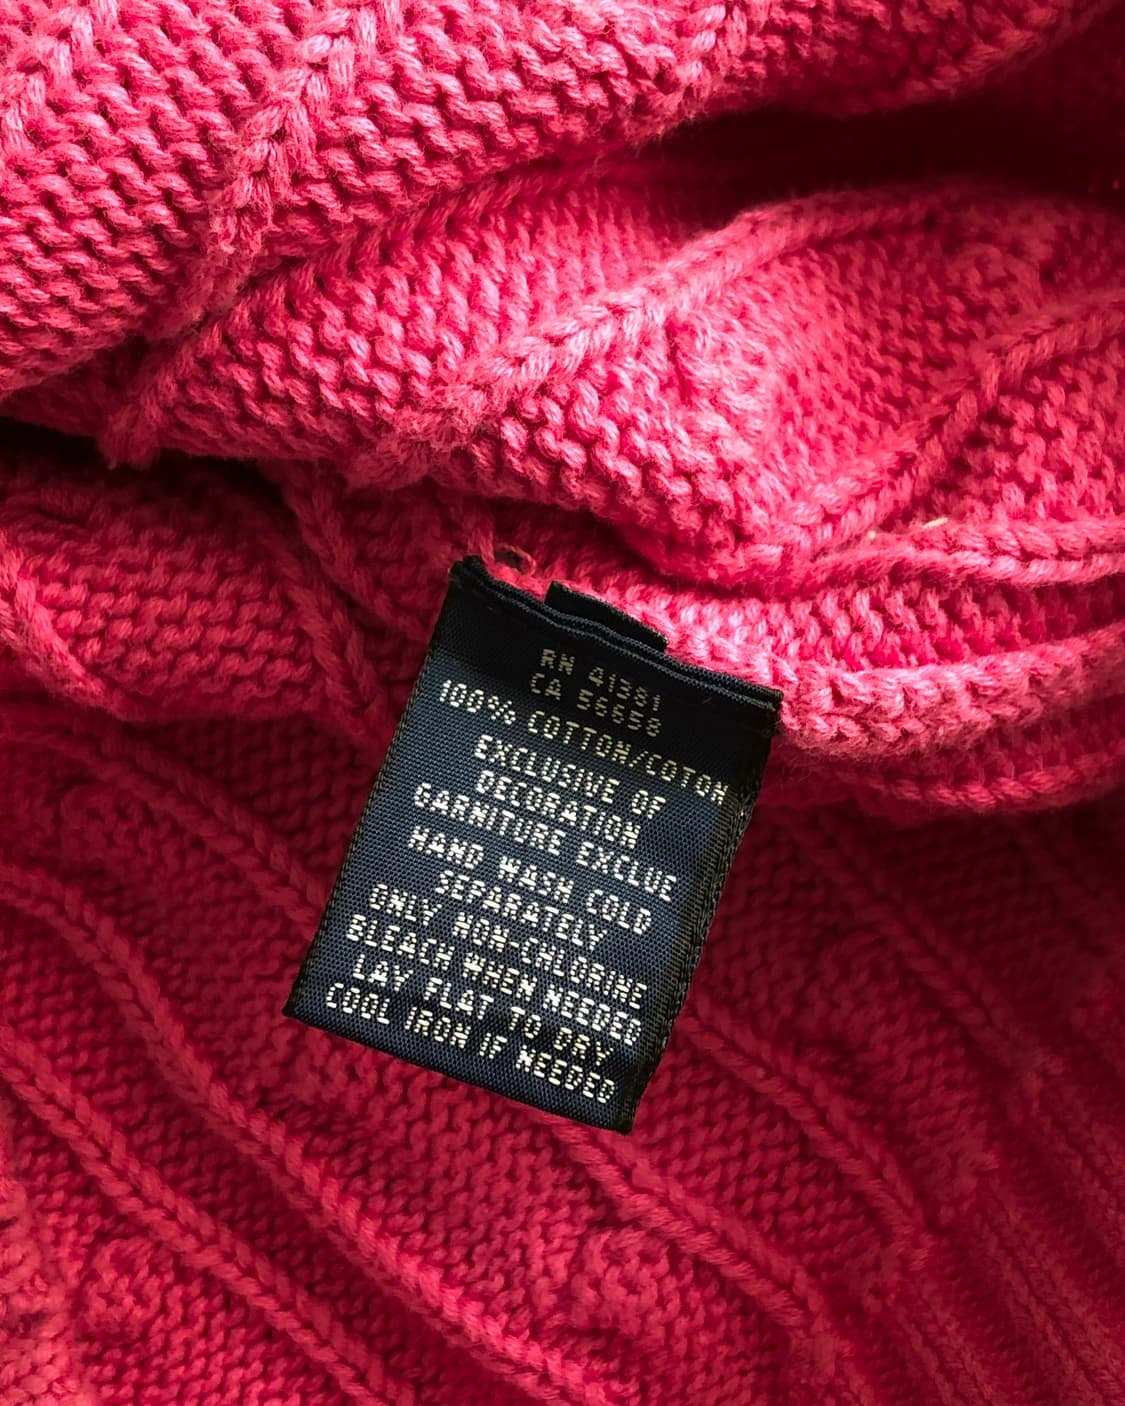 RN 41381
CA 56658
100% COTTON/COTON
EXCLUSIVE OF
DECORATION
GARNITURE EXCLUE
HAND WASH COLD
SEPARATELY
ONLY NON-CHLORINE
BLEACH WHEN NEEDED
LAY FLAT TO DRY
COOL IRON IF NEEDED